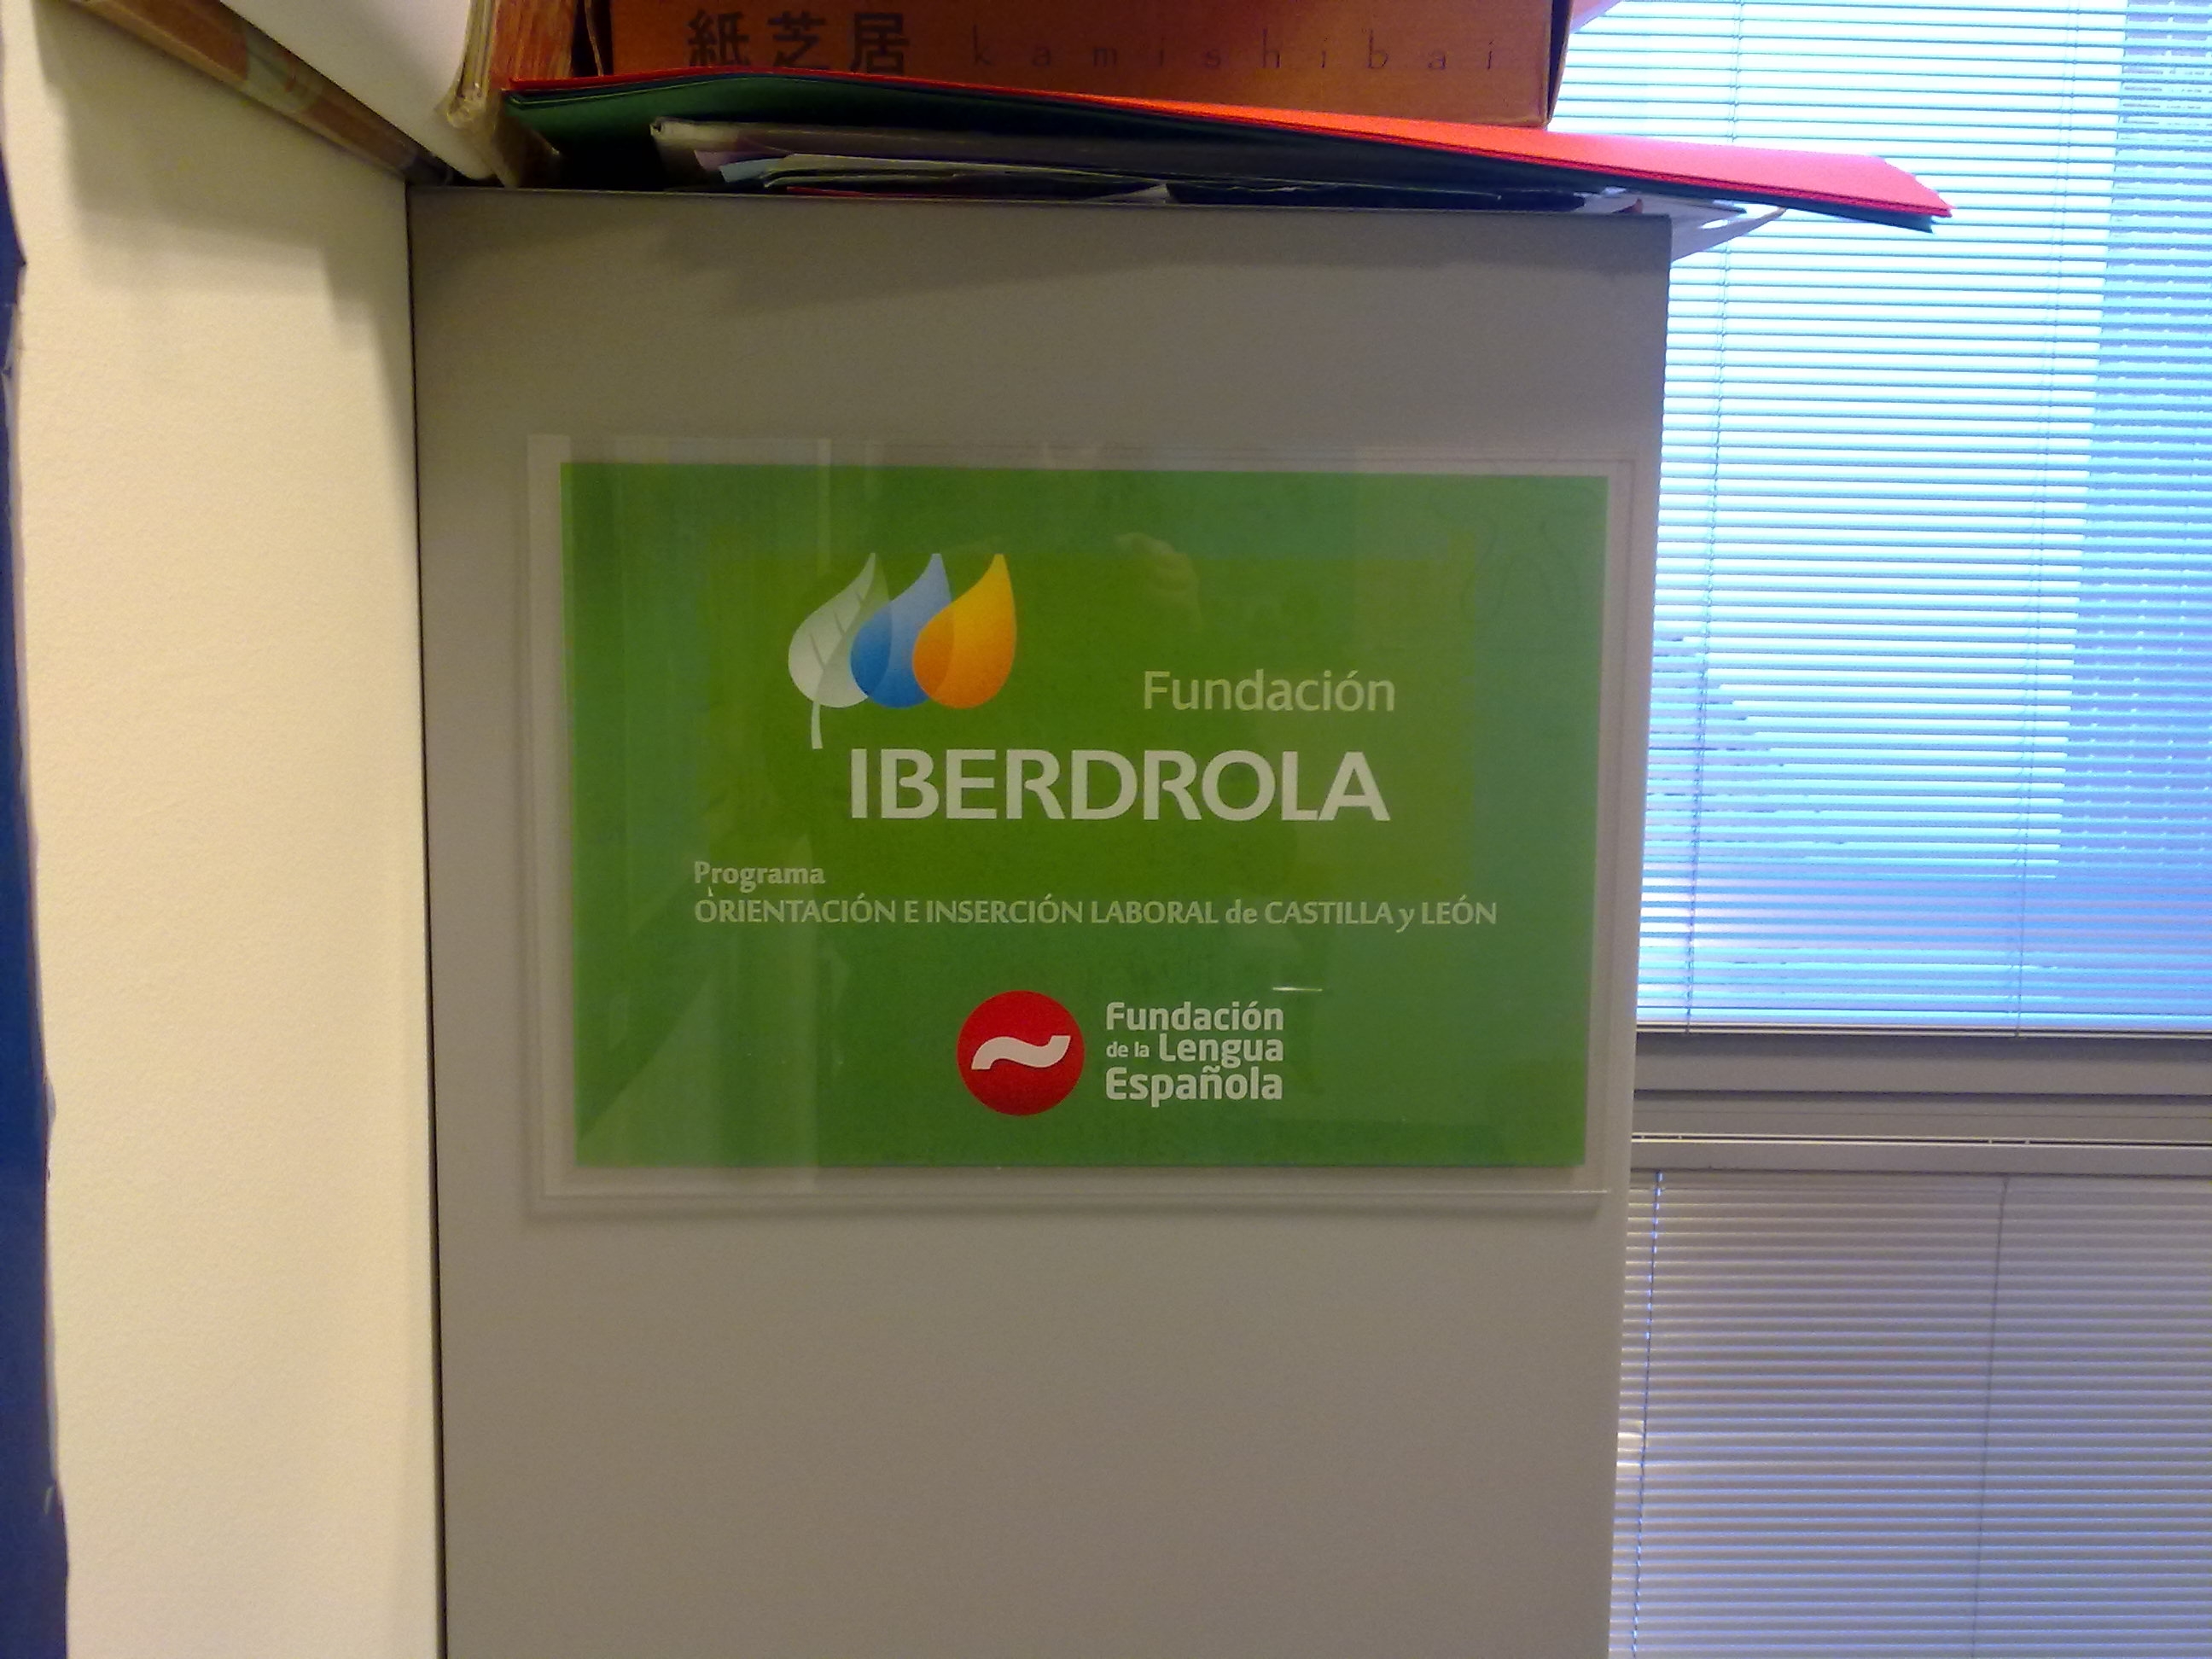 紙芝居 kamishibai
Fundación
IBERDROLA
Programa
ORIENTACIÓN E INSERCIÓN LABORAL de CASTILLA y LEÓN
Fundación
de la Lengua
Española